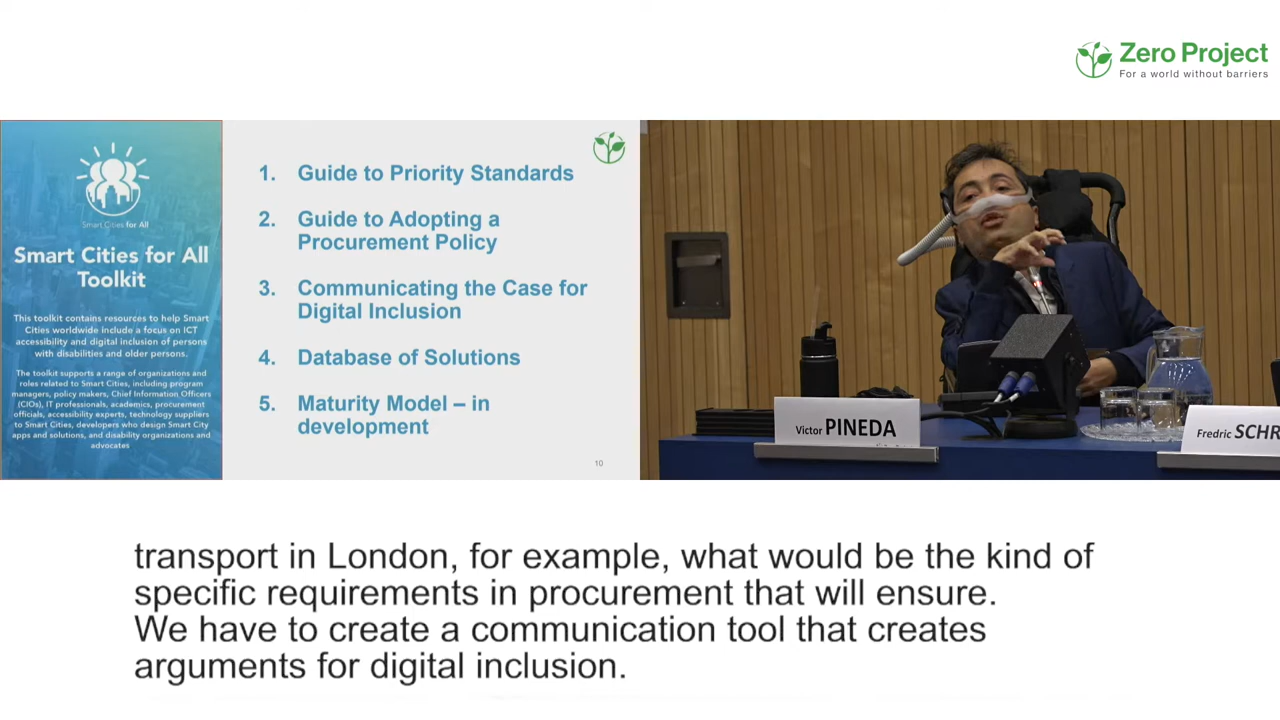 Zero Project
For a world without barriers
Smart Cities for All
Smart Cities for All
Toolkit
This toolkit contains resources to help Smart
Cities worldwide include a focus on ICT
accessibility and digital inclusion of persons
with disabilities and older persons.
The toolkit supports a range of organizations and
roles related to Smart Cities, including program
managers, policy makers, Chief Information Officers
(CIOs), IT professionals, academics, procurement
officials, accessibility experts, technology suppliers
to Smart Cities, developers who design Smart City
apps and solutions, and disability organizations and
advocates
1. Guide to Priority Standards
2. Guide to Adopting a
Procurement Policy
3. Communicating the Case for
Digital Inclusion
4. Database of Solutions
5. Maturity Model – in
development
10
Victor PINEDA
Fredric SCHR
transport in London, for example, what would be the kind of
specific requirements in procurement that will ensure.
We have to create a communication tool that creates
arguments for digital inclusion.